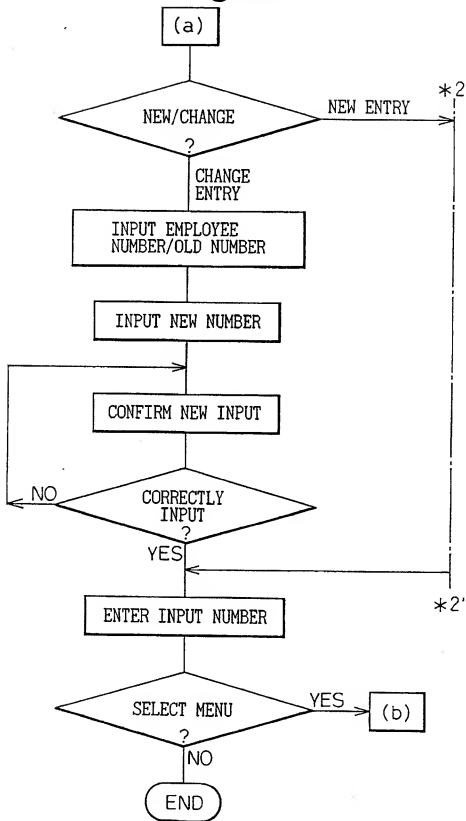 (a)
*2
NEW/CHANGE
?
NEW ENTRY
CHANGE
ENTRY
INPUT EMPLOYEE
NUMBER/OLD NUMBER
INPUT NEW NUMBER
CONFIRM NEW INPUT
NO
CORRECTLY
INPUT
?
YES
*2'
ENTER INPUT NUMBER
SELECT MENU
?
YES
(b)
NO
END